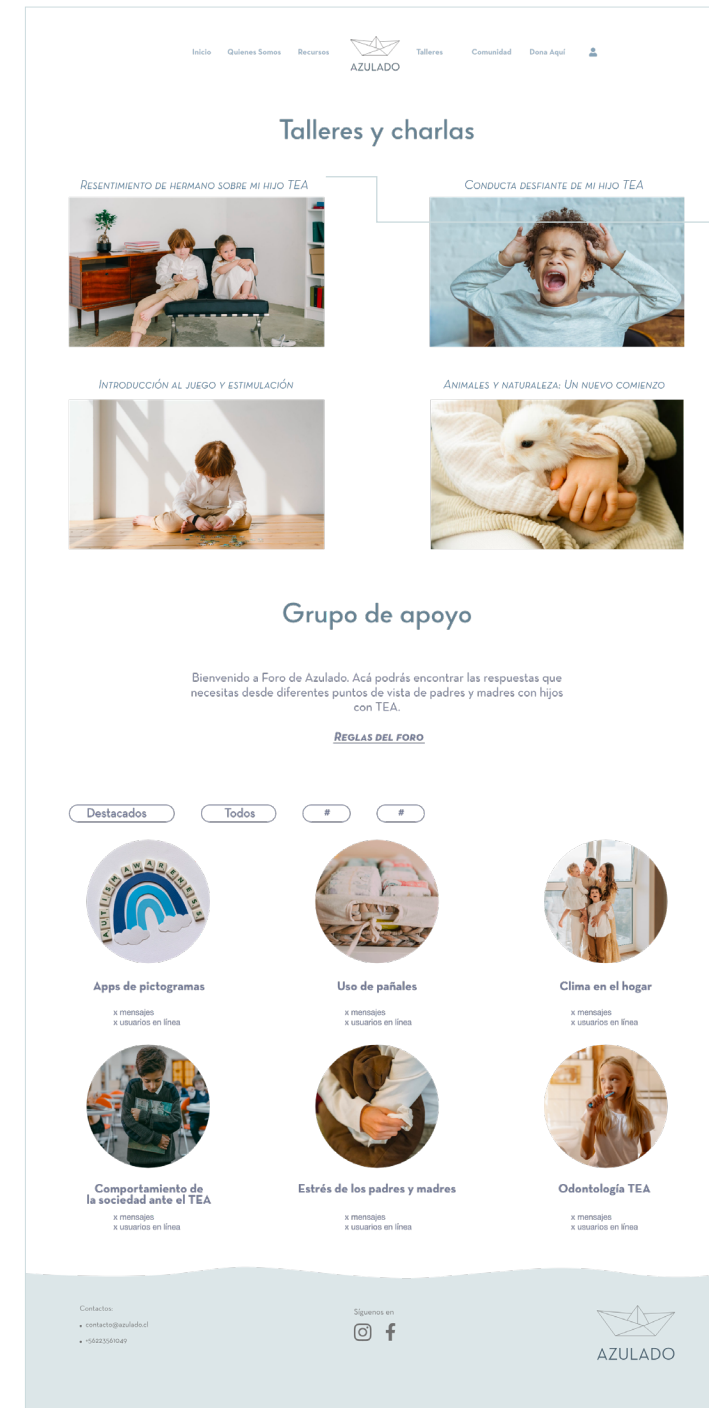 Inicio
Quienes Somos
Recursos
AZULADO
Talleres
Comunidad
Dona Aquí
Talleres y charlas
Resentimiento de hermano sobre mi hijo TEA
Conducta desfiante de mi hijo TEA
Introducción al juego y estimulación
Animales y naturaleza: Un nuevo comienzo
Grupo de apoyo
Bienvenido a Foro de Azulado. Acá podrás encontrar las respuestas que
necesitas desde diferentes puntos de vista de padres y madres con hijos
con TEA.
Reglas del foro
Destacados
Todos
#
#
AUTISM AWARENESS
Apps de pictogramas
x mensajes
x usuarios en línea
Uso de pañales
x mensajes
x usuarios en línea
Clima en el hogar
x mensajes
x usuarios en línea
Comportamiento de
la sociedad ante el TEA
x mensajes
x usuarios en línea
Estrés de los padres y madres
x mensajes
x usuarios en línea
Odontología TEA
x mensajes
x usuarios en línea
Contactos:
• contacto@azulado.cl
• +56223561049
Síguenos en
AZULADO